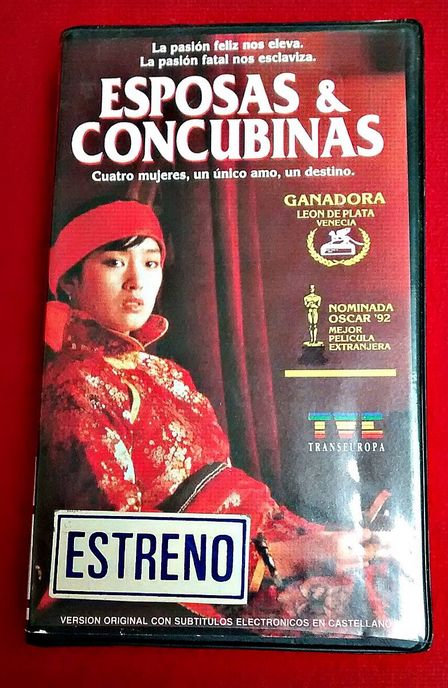 La pasión feliz nos eleva.
La pasión fatal nos esclaviza.
ESPOSAS &
CONCUBINAS
Cuatro mujeres, un único amo, un destino.
GANADORA
LEON DE PLATA
VENECIA
NOMINADA
OSCAR '92
MEJOR
PELICULA
EXTRANJERA
TVE
TRANSEUROPA
ESTRENO
VERSION ORIGINAL CON SUBTITULOS ELECTRONICOS EN CASTELLANO